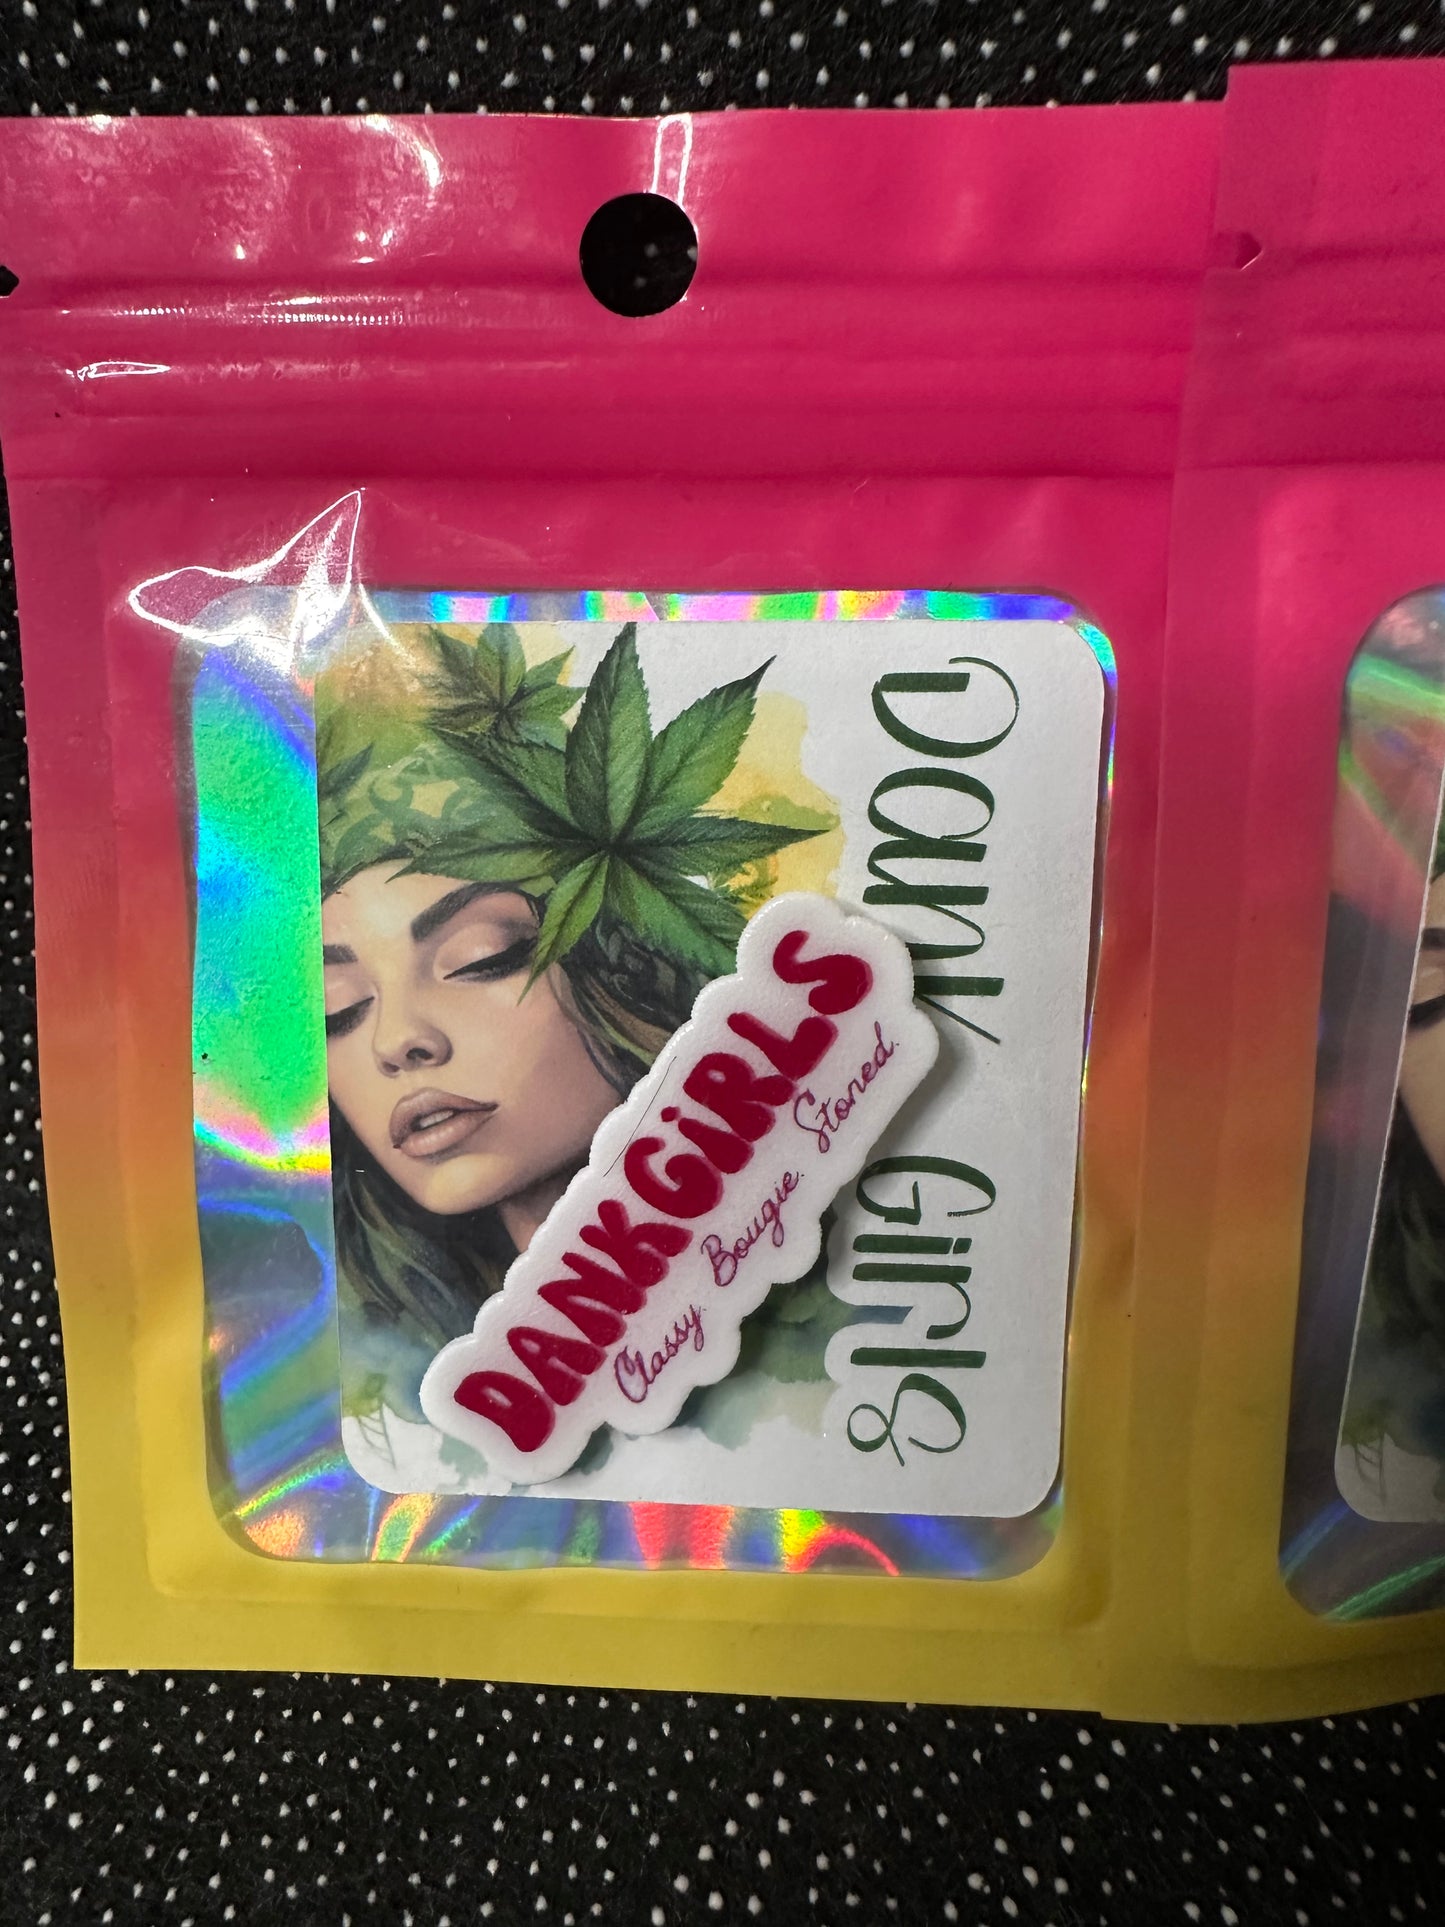 Dank Girls
DANKGiRLS
Classy. Bougie. Stoned.